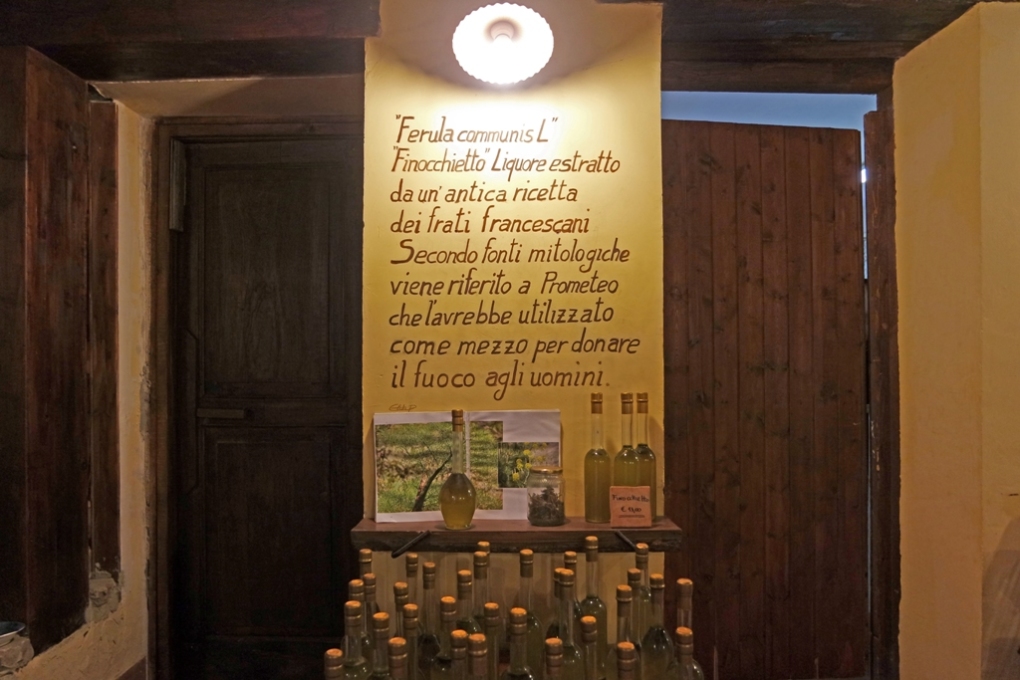 "Ferula communis L"
"Finocchietto" Liquore estratto
da un' antica ricetta
dei frati francescani
Secondo fonti mitologiche
viene riferito a Prometeo
che l'avrebbe utilizzato
come mezzo per donare
il fuoco agli uomini.